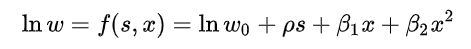 ln w = f(s, x) = ln w₀ + ρs + β₁x + β₂x²